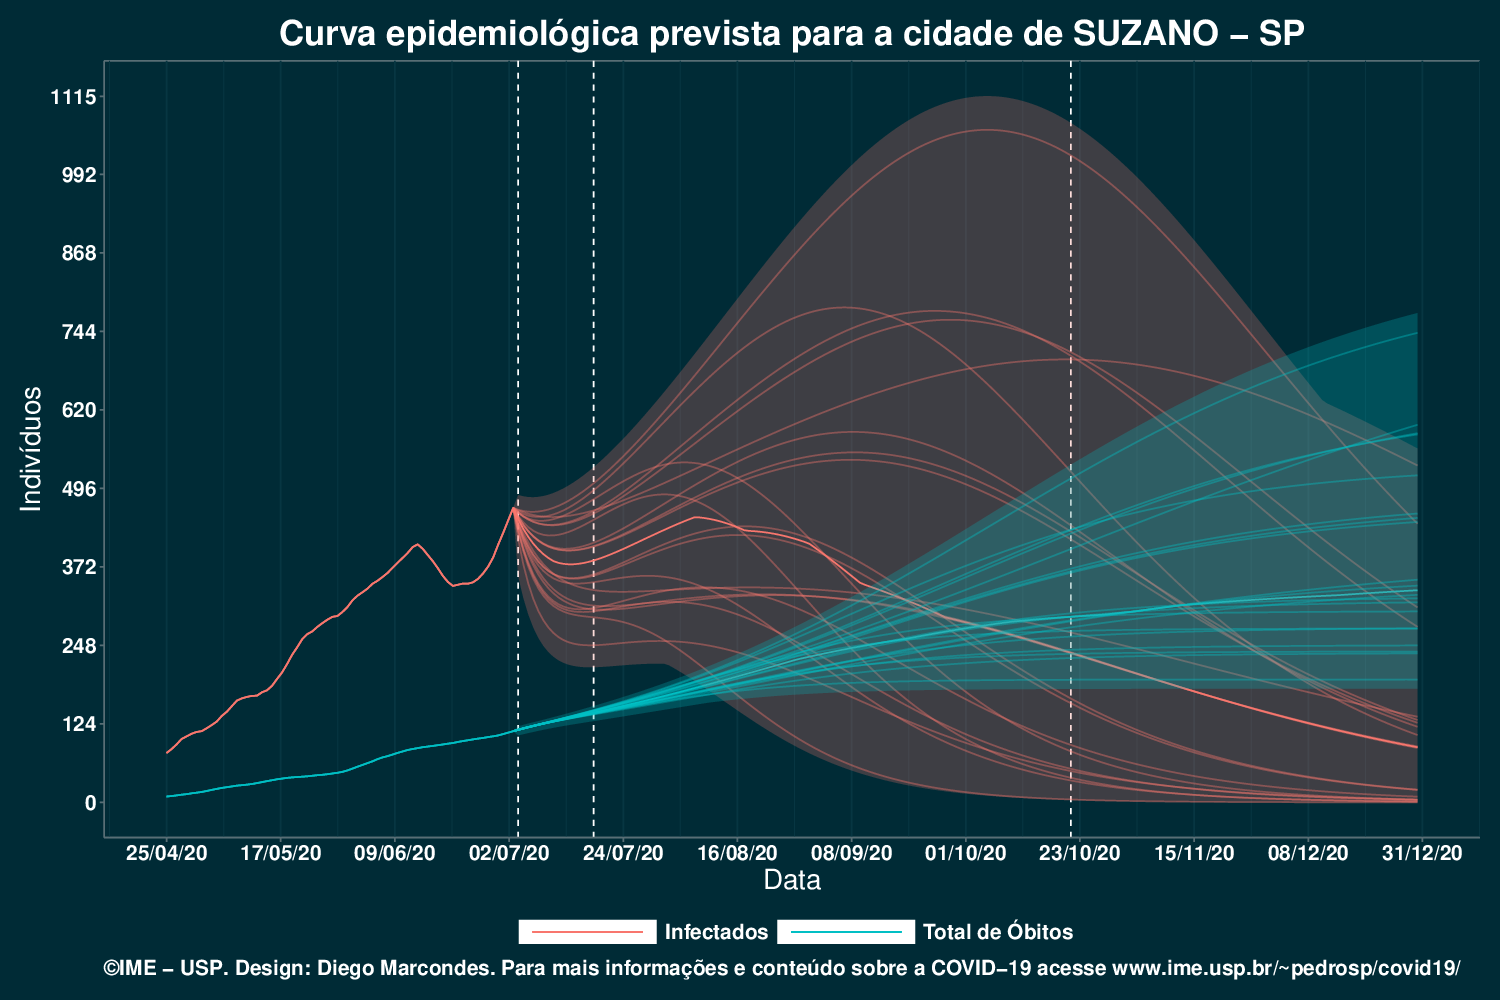 Curva epidemiológica prevista para a cidade de SUZANO – SP
Indivíduos
1115
992
868
744
620
496
372
248
124
0
25/04/20 17/05/20 09/06/20 02/07/20 24/07/20 16/08/20 08/09/20 01/10/20 23/10/20 15/11/20 08/12/20 31/12/20
Data
Infectados Total de Óbitos
©IME – USP. Design: Diego Marcondes. Para mais informações e conteúdo sobre a COVID–19 acesse www.ime.usp.br/~pedrosp/covid19/